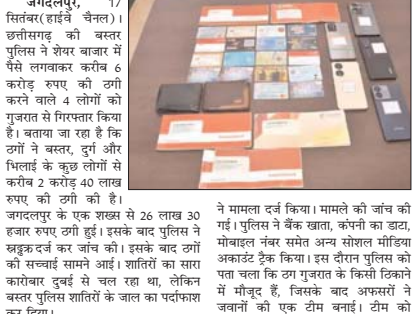 जगदलपुर, 17
सितंबर(हाईवे चैनल)।
छत्तीसगढ़ की बस्तर
पुलिस ने शेयर बाजार में
पैसे लगवाकर करीब 6
करोड़ रुपए की ठगी
करने वाले 4 लोगों को
गुजरात से गिरफ्तार किया
है। बताया जा रहा है कि
ठगों ने बस्तर, दुर्ग और
भिलाई के कुछ लोगों से
करीब 2 करोड़ 40 लाख
रुपए की ठगी की है।
जगदलपुर के एक शख्स से 26 लाख 30
हजार रुपए ठगी हुई। इसके बाद पुलिस ने
स्नढ्ढक्र दर्ज कर जांच की। इसके बाद ठगों
की सच्चाई सामने आई। शातिरों का सारा
कारोबार दुबई से चल रहा था, लेकिन
बस्तर पुलिस शातिरों के जाल का पर्दाफाश
कर दिया।
ने मामला दर्ज किया। मामले की जांच की
गई। पुलिस ने बैंक खाता, कंपनी का डाटा,
मोबाइल नंबर समेत अन्य सोशल मीडिया
अकाउंट ट्रैक किया। इस दौरान पुलिस को
पता चला कि ठग गुजरात के किसी ठिकाने
में मौजूद हैं, जिसके बाद अफसरों ने
जवानों की एक टीम बनाई। टीम को